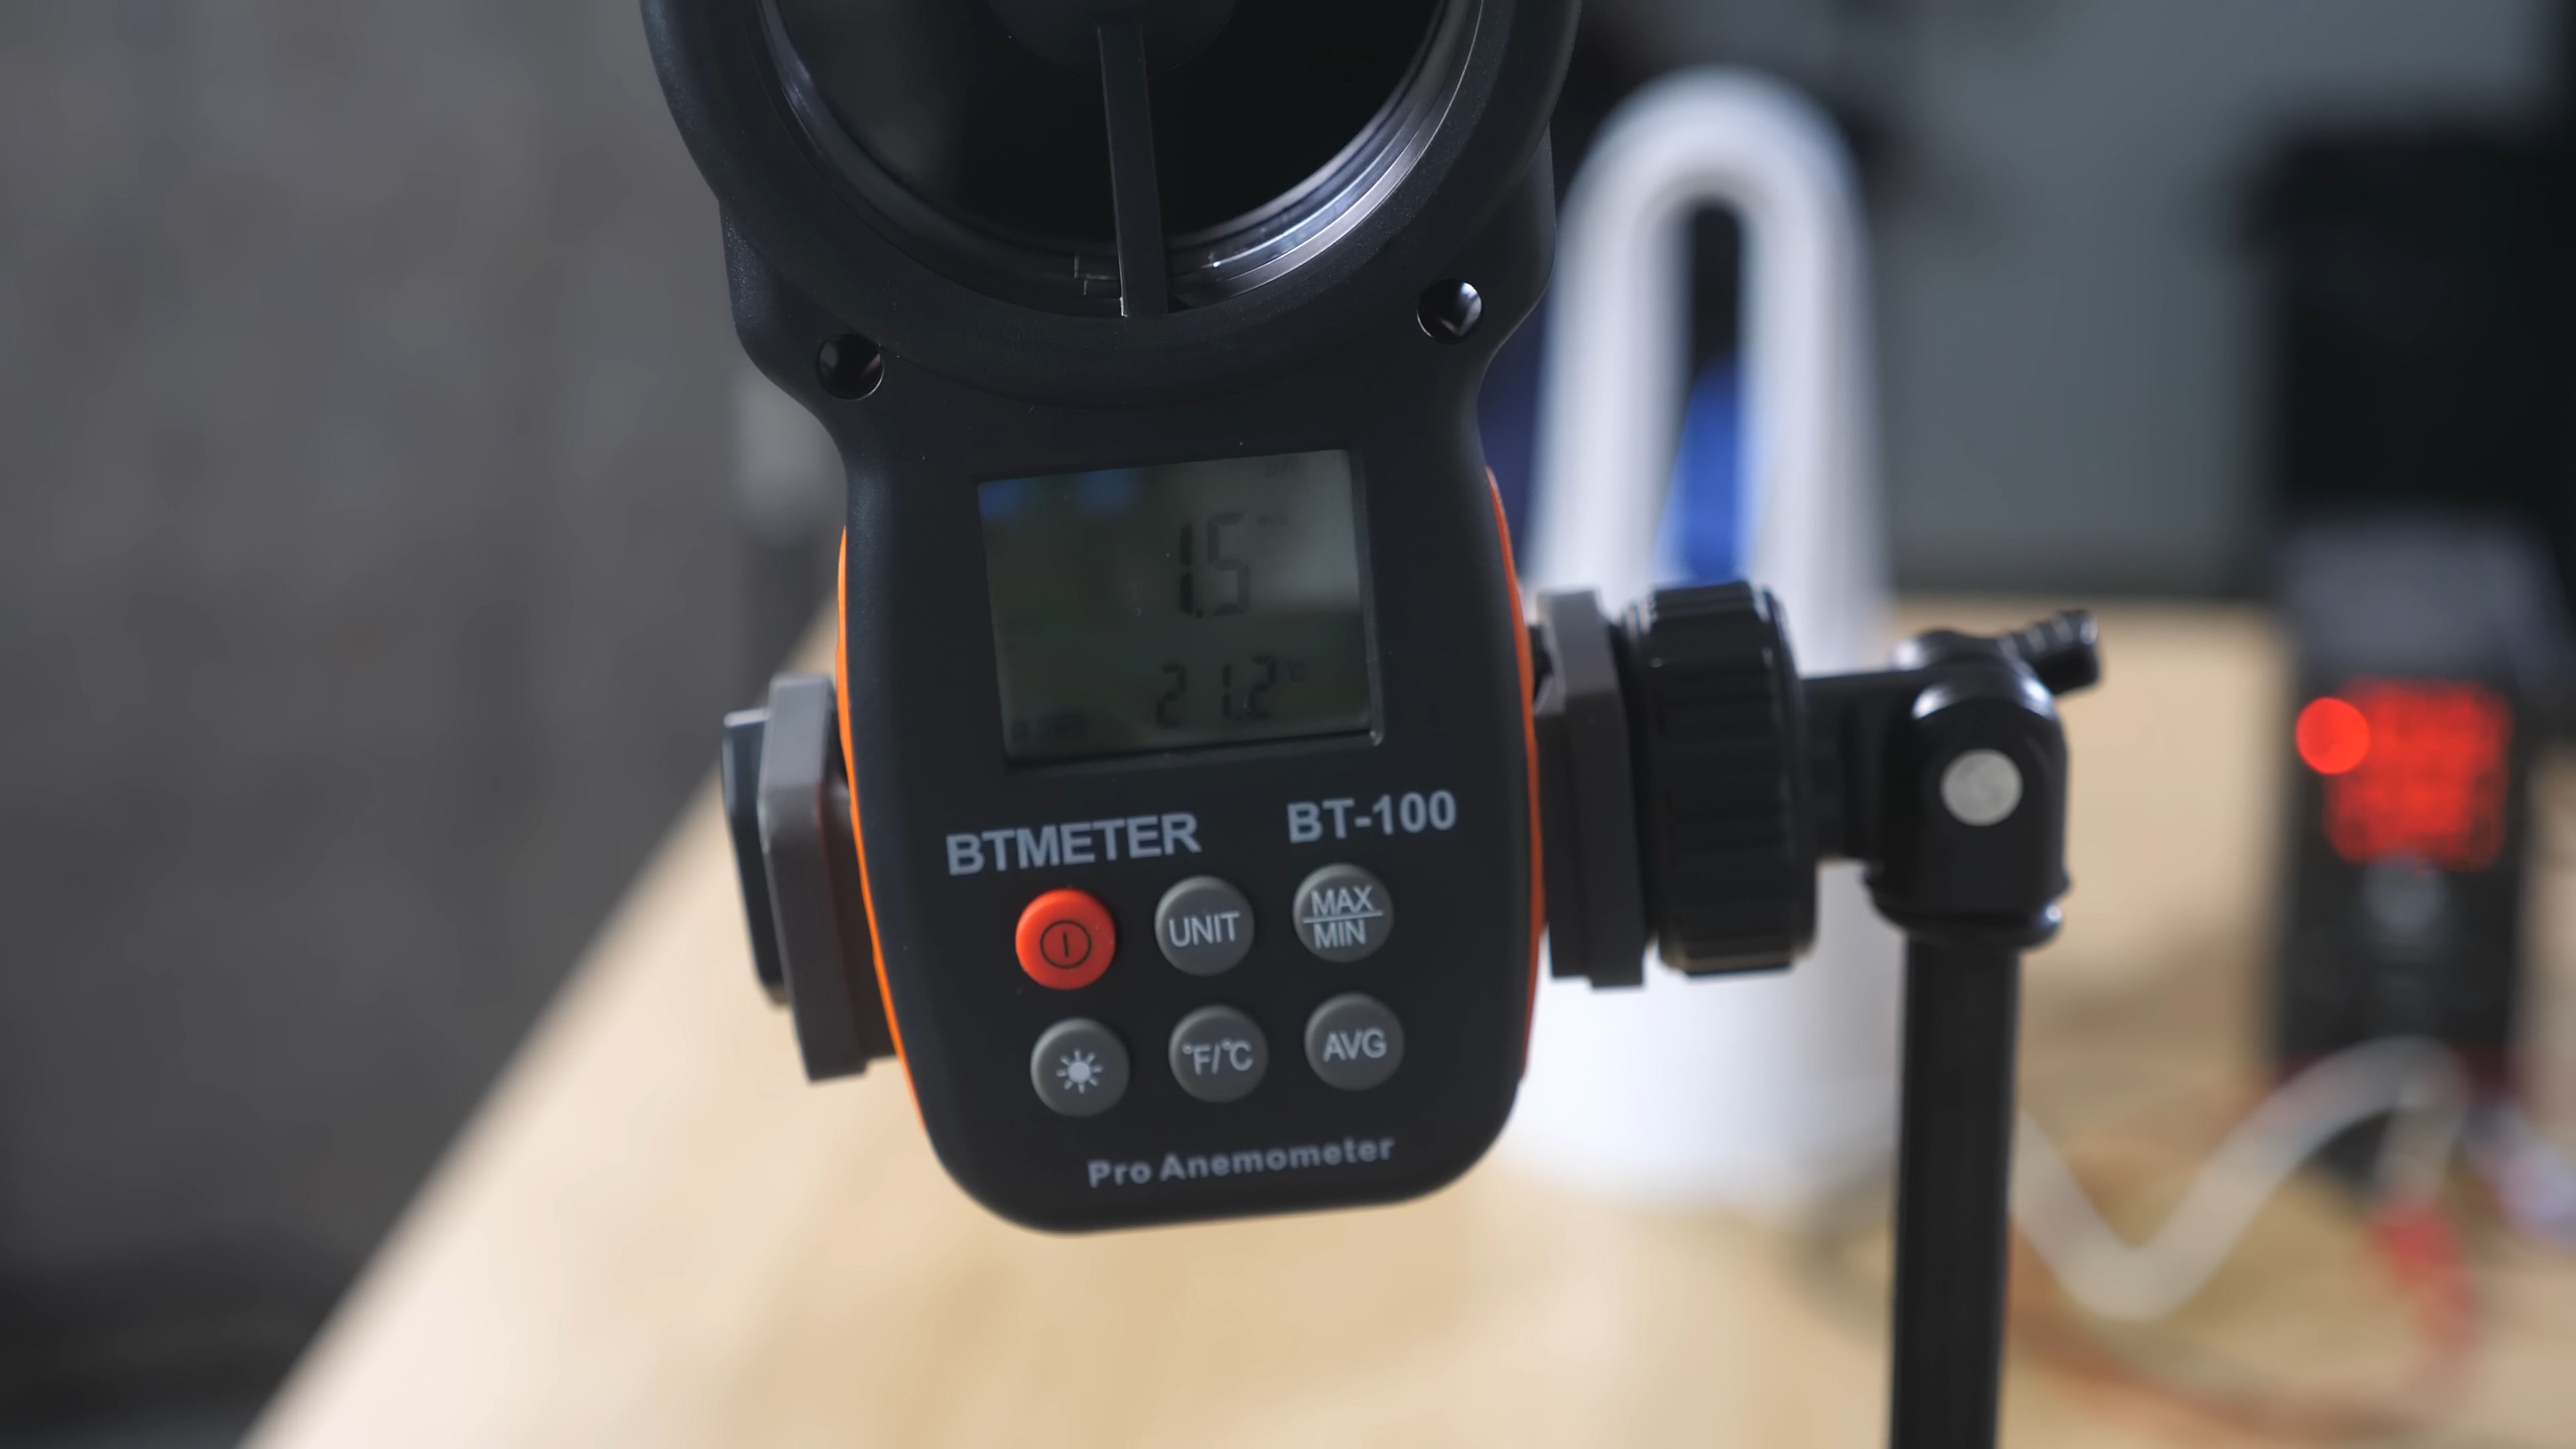 1.5
21.2 °C
BTMETER BT-100
UNIT MAX
MIN
°F/°C AVG
Pro Anemometer